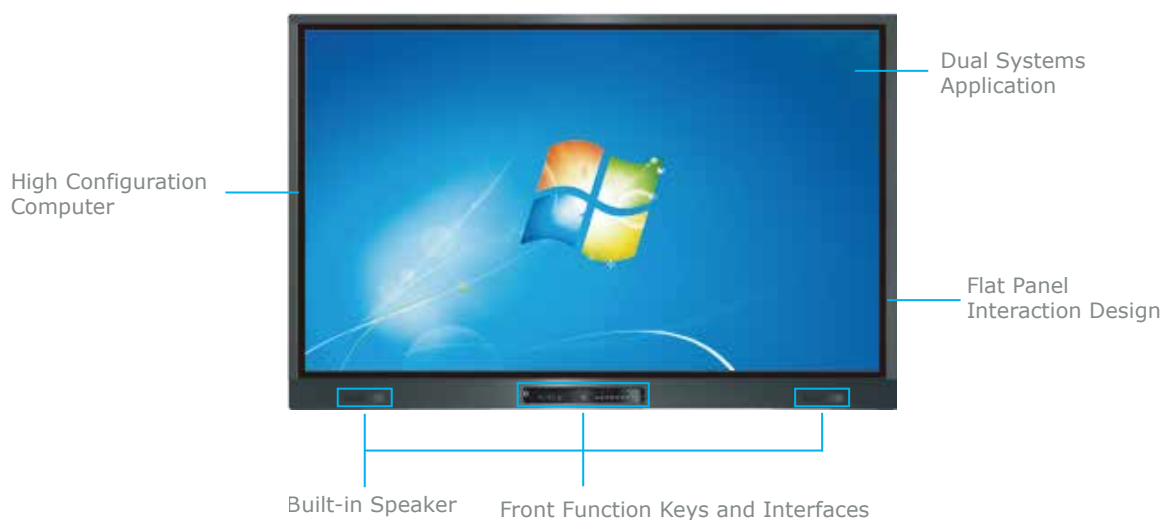 Dual Systems
Application
High Configuration
Computer
Flat Panel
Interaction Design
Built-in Speaker
Front Function Keys and Interfaces